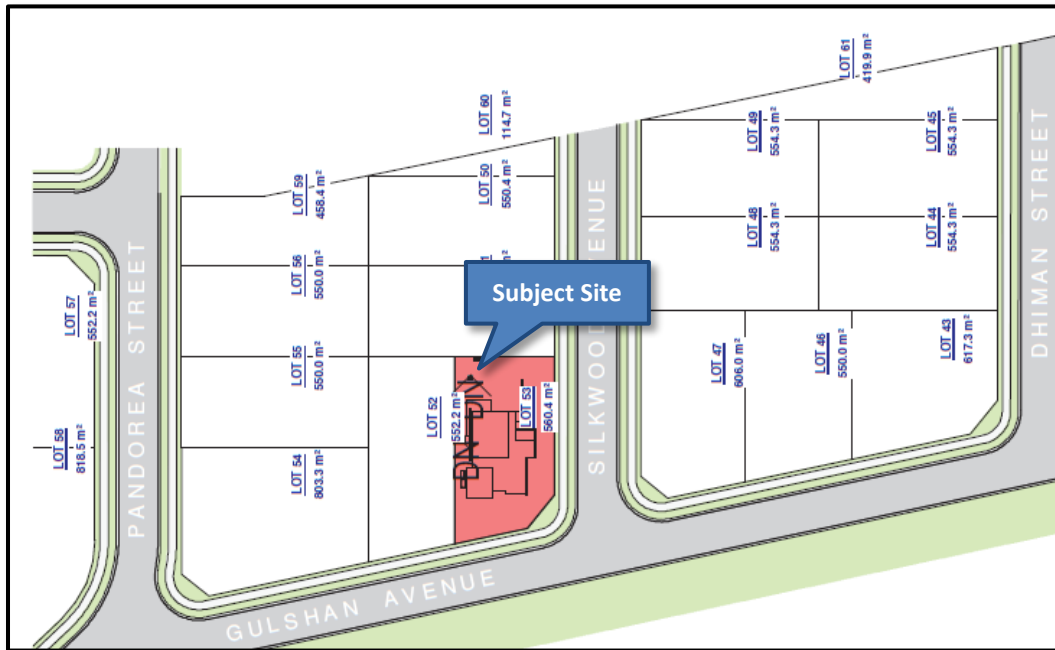 LOT 61
419.9 m²
LOT 60
114.7 m²
LOT 49
554.3 m²
LOT 45
554.3 m²
LOT 59
458.4 m²
LOT 50
550.4 m²
LOT 48
554.3 m²
LOT 44
554.3 m²
LOT 56
550.0 m²
Subject Site
LOT 57
552.2 m²
LOT 55
550.0 m²
LOT 47
606.0 m²
LOT 46
550.0 m²
LOT 43
617.3 m²
LOT 52
552.2 m²
LOT 53
560.4 m²
LOT 58
818.5 m²
LOT 54
803.3 m²
PANDOREA STREET
SILKWOOD
DHIMAN STREET
GULSHAN AVENUE